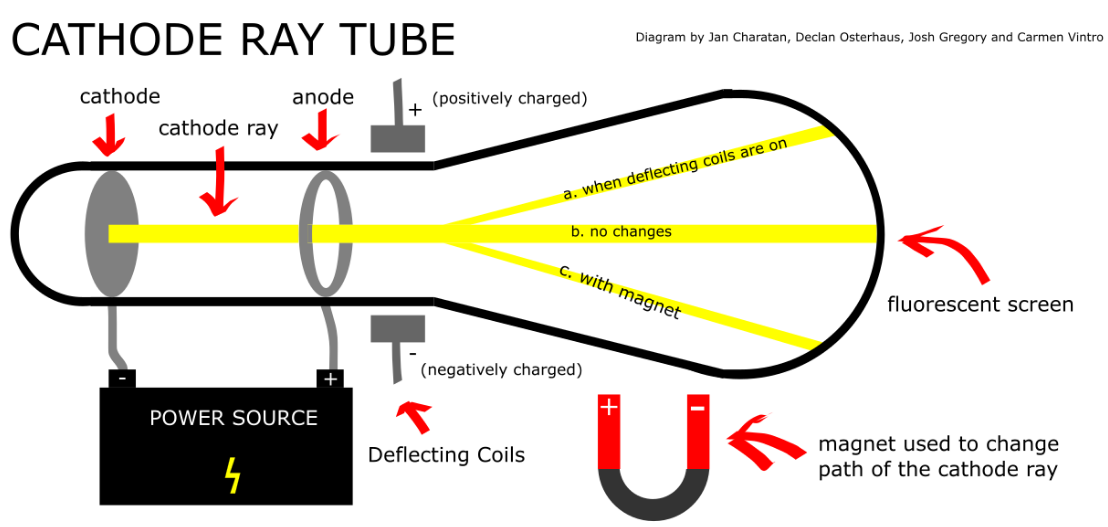 CATHODE RAY TUBE
Diagram by Jan Charatan, Declan Osterhaus, Josh Gregory and Carmen Vintro
cathode
anode
+ (positively charged)
cathode ray
a. when deflecting coils are on
b. no changes
c. with magnet
fluorescent screen
-
(negatively charged)
- +
POWER SOURCE
Deflecting Coils
+ -
magnet used to change
path of the cathode ray